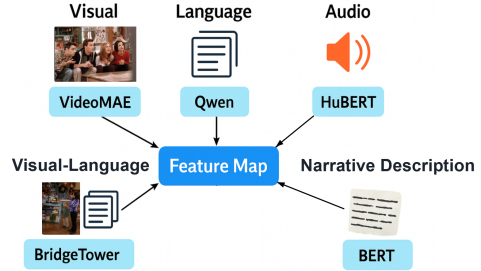 Visual
Language
Audio
VideoMAE
Qwen
HuBERT
Visual-Language
Feature Map
Narrative Description
BridgeTower
BERT